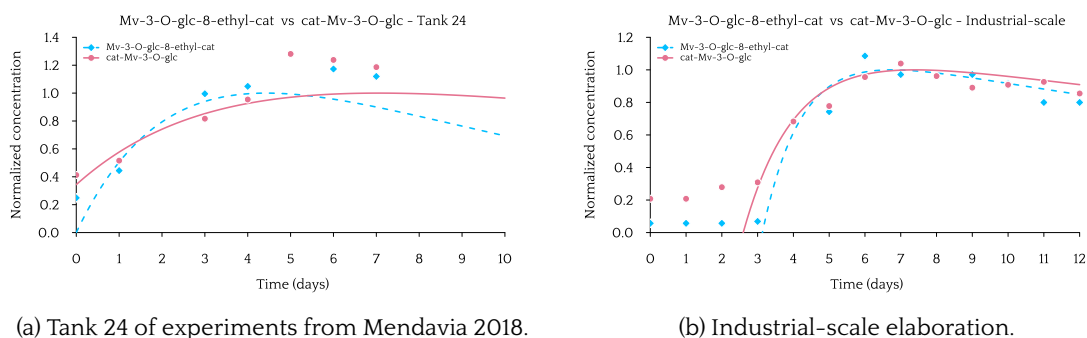 Mv-3-O-glc-8-ethyl-cat vs cat-Mv-3-O-glc - Tank 24
Normalized concentration
1.4
1.2
1.0
0.8
0.6
0.4
0.2
0.0
Mv-3-O-glc-8-ethyl-cat
cat-Mv-3-O-glc
0 1 2 3 4 5 6 7 8 9 10
Time (days)
(a) Tank 24 of experiments from Mendavia 2018.
Mv-3-O-glc-8-ethyl-cat vs cat-Mv-3-O-glc - Industrial-scale
Normalized concentration
1.2
1.0
0.8
0.6
0.4
0.2
0.0
Mv-3-O-glc-8-ethyl-cat
cat-Mv-3-O-glc
0 1 2 3 4 5 6 7 8 9 10 11 12
Time (days)
(b) Industrial-scale elaboration.